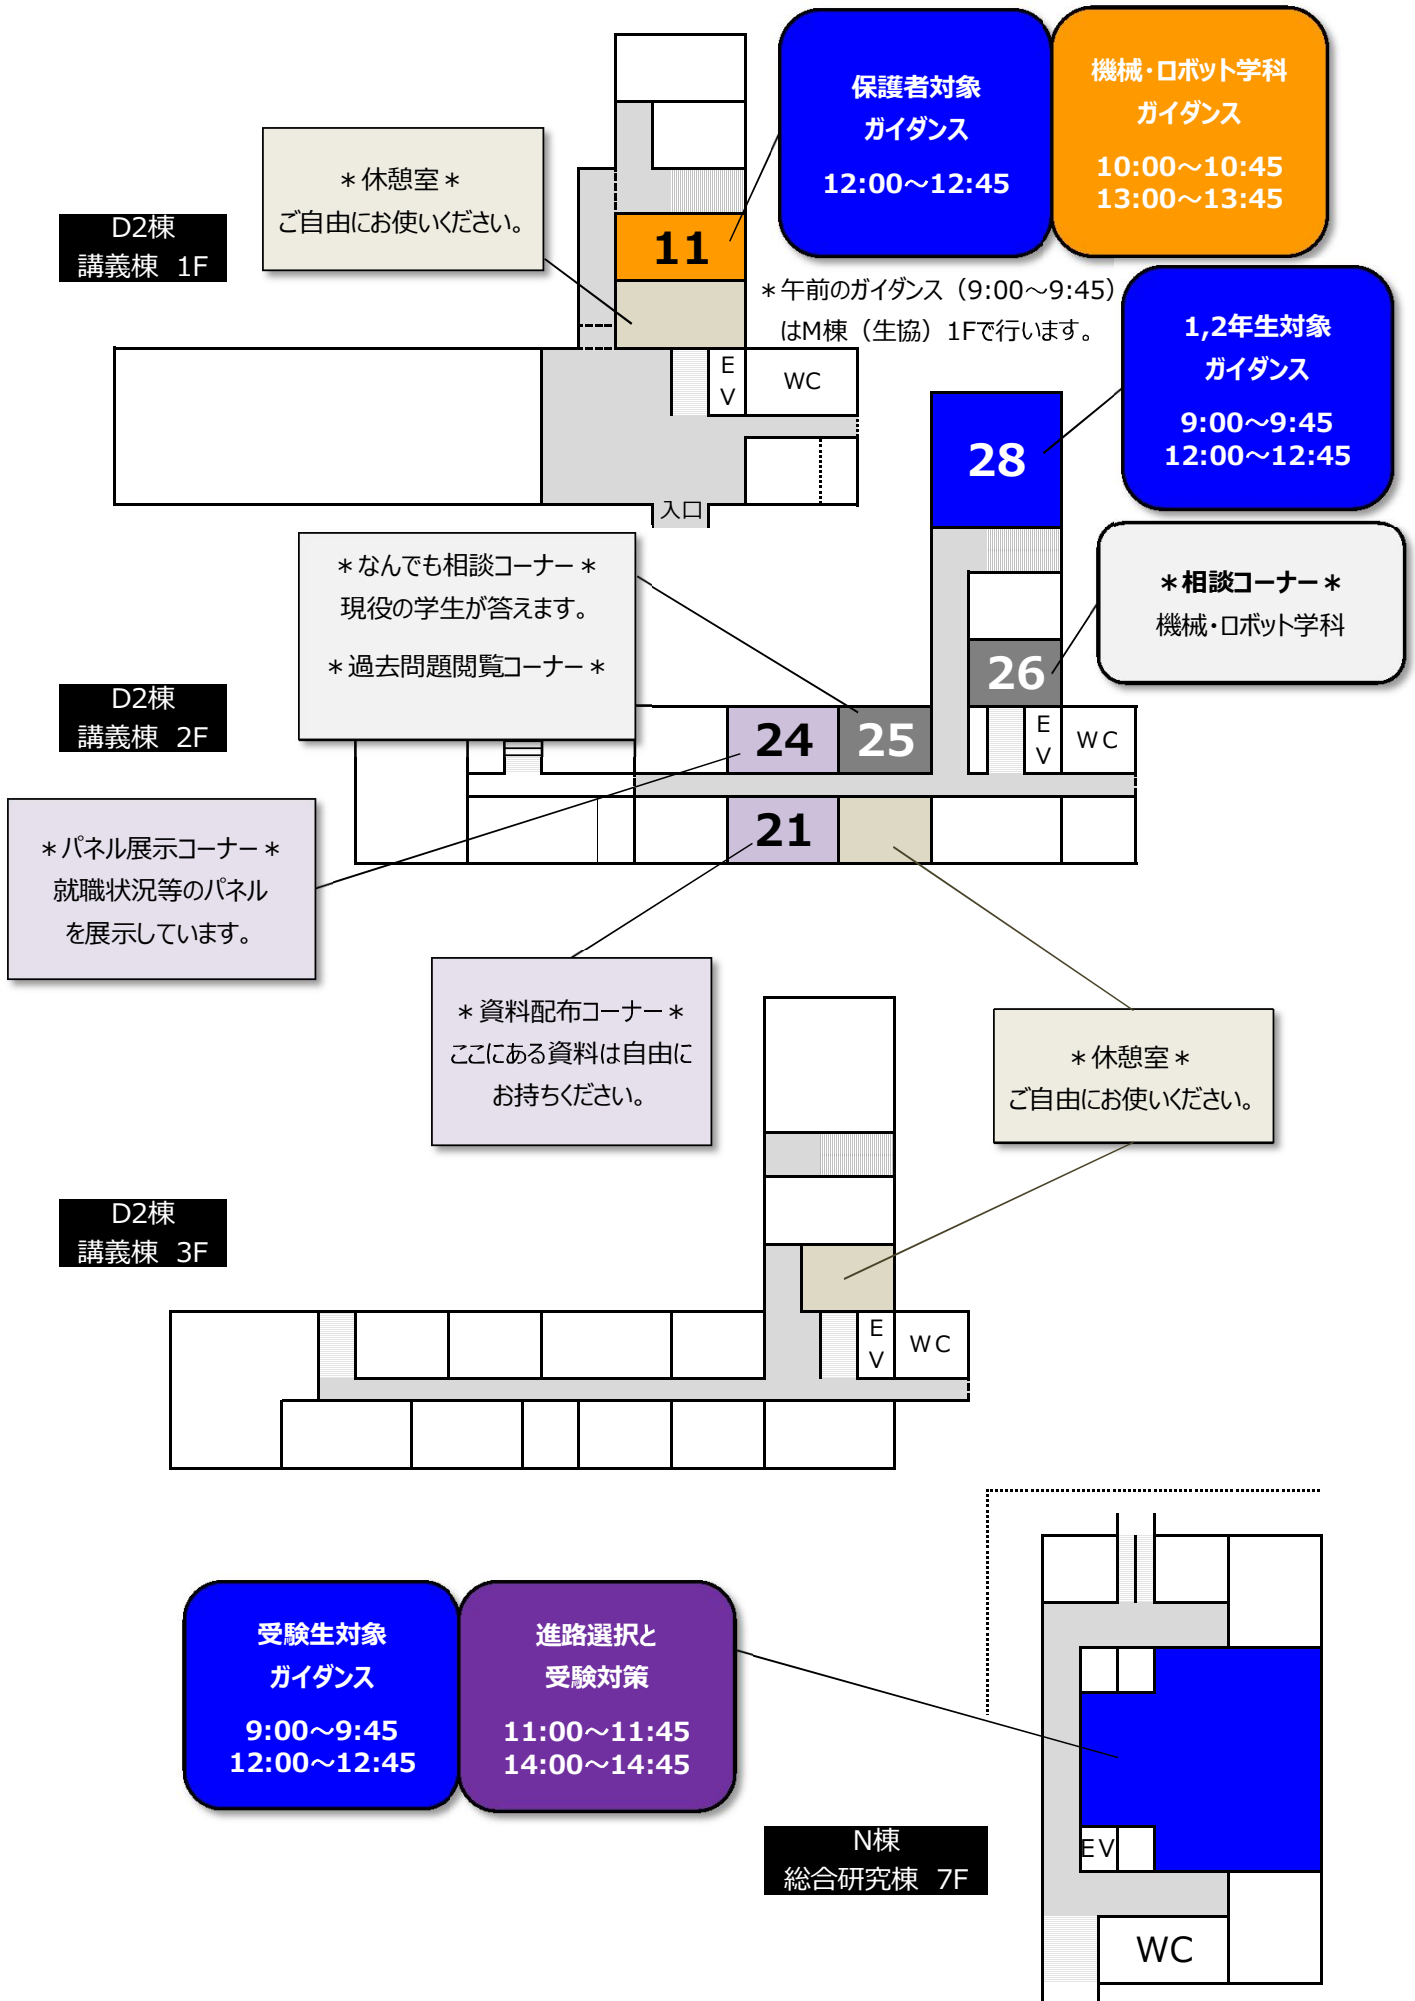 保護者対象
ガイダンス
12:00～12:45
機械・ロボット学科
ガイダンス
10:00～10:45
13:00～13:45
＊休憩室＊
ご自由にお使いください。
D2棟
講義棟 1F
11
＊午前のガイダンス（9:00～9:45）
はM棟（生協）1Fで行います。
E
V
WC
入口
1,2年生対象
ガイダンス
9:00～9:45
12:00～12:45
28
＊なんでも相談コーナー＊
現役の学生が答えます。
＊過去問題閲覧コーナー＊
＊相談コーナー＊
機械・ロボット学科
26
D2棟
講義棟 2F
24
25
E
V
WC
21
＊パネル展示コーナー＊
就職状況等のパネル
を展示しています。
＊資料配布コーナー＊
ここにある資料は自由に
お持ちください。
＊休憩室＊
ご自由にお使いください。
D2棟
講義棟 3F
E
V
WC
受験生対象
ガイダンス
9:00～9:45
12:00～12:45
進路選択と
受験対策
11:00～11:45
14:00～14:45
N棟
総合研究棟 7F
EV
WC